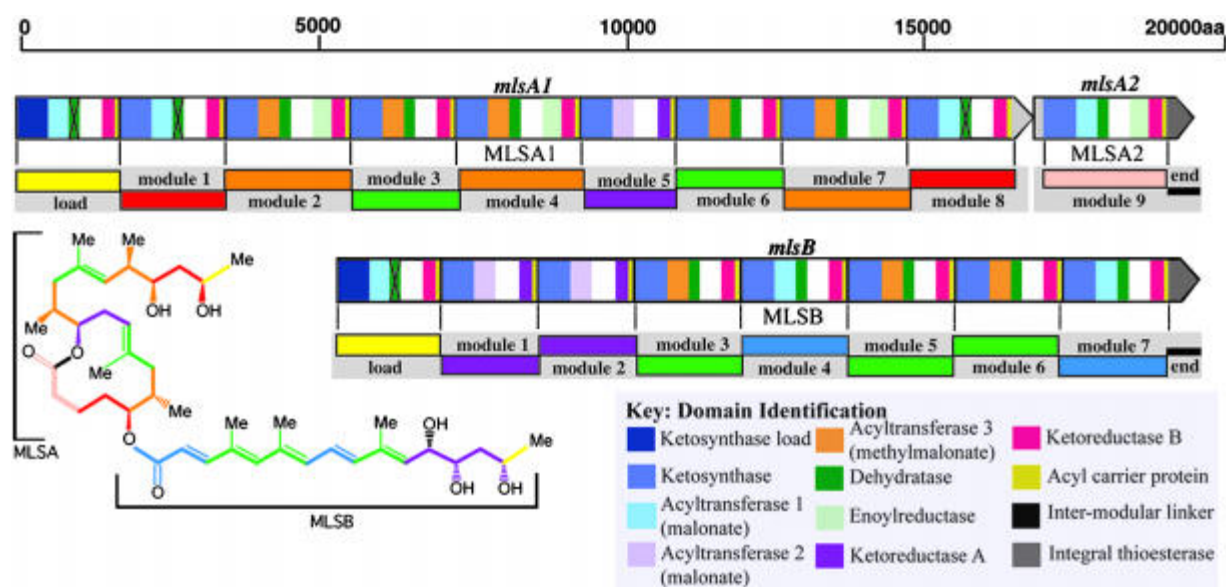 0 5000 10000 15000 20000aa
mlsA1 mlsA2
MLSA1 MLSA2
module 1 module 3 module 5 module 7 end
load module 2 module 4 module 6 module 8 module 9
mlsB
MLSB
module 1 module 3 module 5 module 7
load module 2 module 4 module 6 end
Me Me Me
OH OH
Me
O O
Me
Me
MLSA
O
Me Me Me OH Me
O OH OH
MLSB
Key: Domain Identification
Ketosynthase load
Ketosynthase
Acyltransferase 1
(malonate)
Acyltransferase 2
(malonate)
Acyltransferase 3
(methylmalonate)
Dehydratase
Enoylreductase
Ketoreductase A
Ketoreductase B
Acyl carrier protein
Inter-modular linker
Integral thioesterase